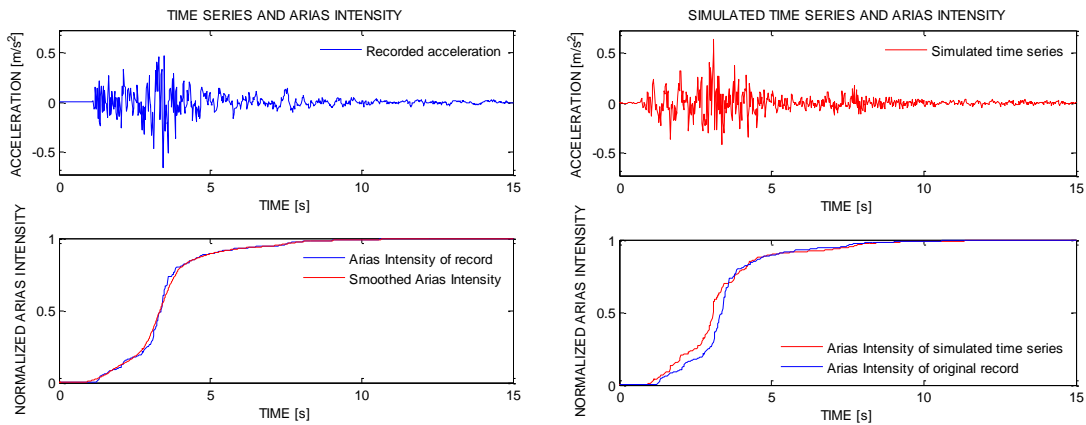 TIME SERIES AND ARIAS INTENSITY
ACCELERATION [m/s²]
0.5
0
-0.5
Recorded acceleration
0 5 10 15
TIME [s]
NORMALIZED ARIAS INTENSITY
1
0.5
0
Arias Intensity of record
Smoothed Arias Intensity
0 5 10 15
TIME [s]
SIMULATED TIME SERIES AND ARIAS INTENSITY
ACCELERATION [m/s²]
0.5
0
-0.5
Simulated time series
0 5 10 15
TIME [s]
NORMALIZED ARIAS INTENSITY
1
0.5
0
Arias Intensity of simulated time series
Arias Intensity of original record
0 5 10 15
TIME [s]